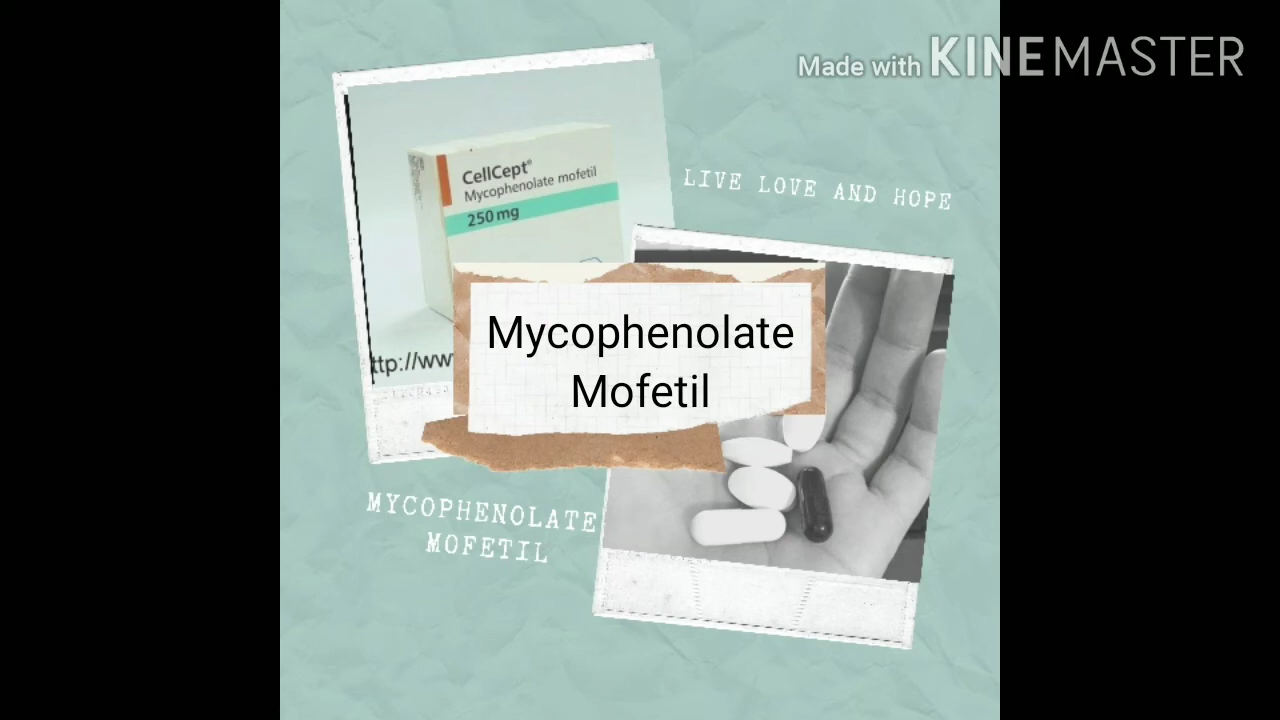 Made with KINEMASTER
CellCept®
Mycophenolate mofetil
250 mg
LIVE LOVE AND HOPE
Mycophenolate
Mofetil
ttp://ww
MYCOPHENOLATE
MOFETIL